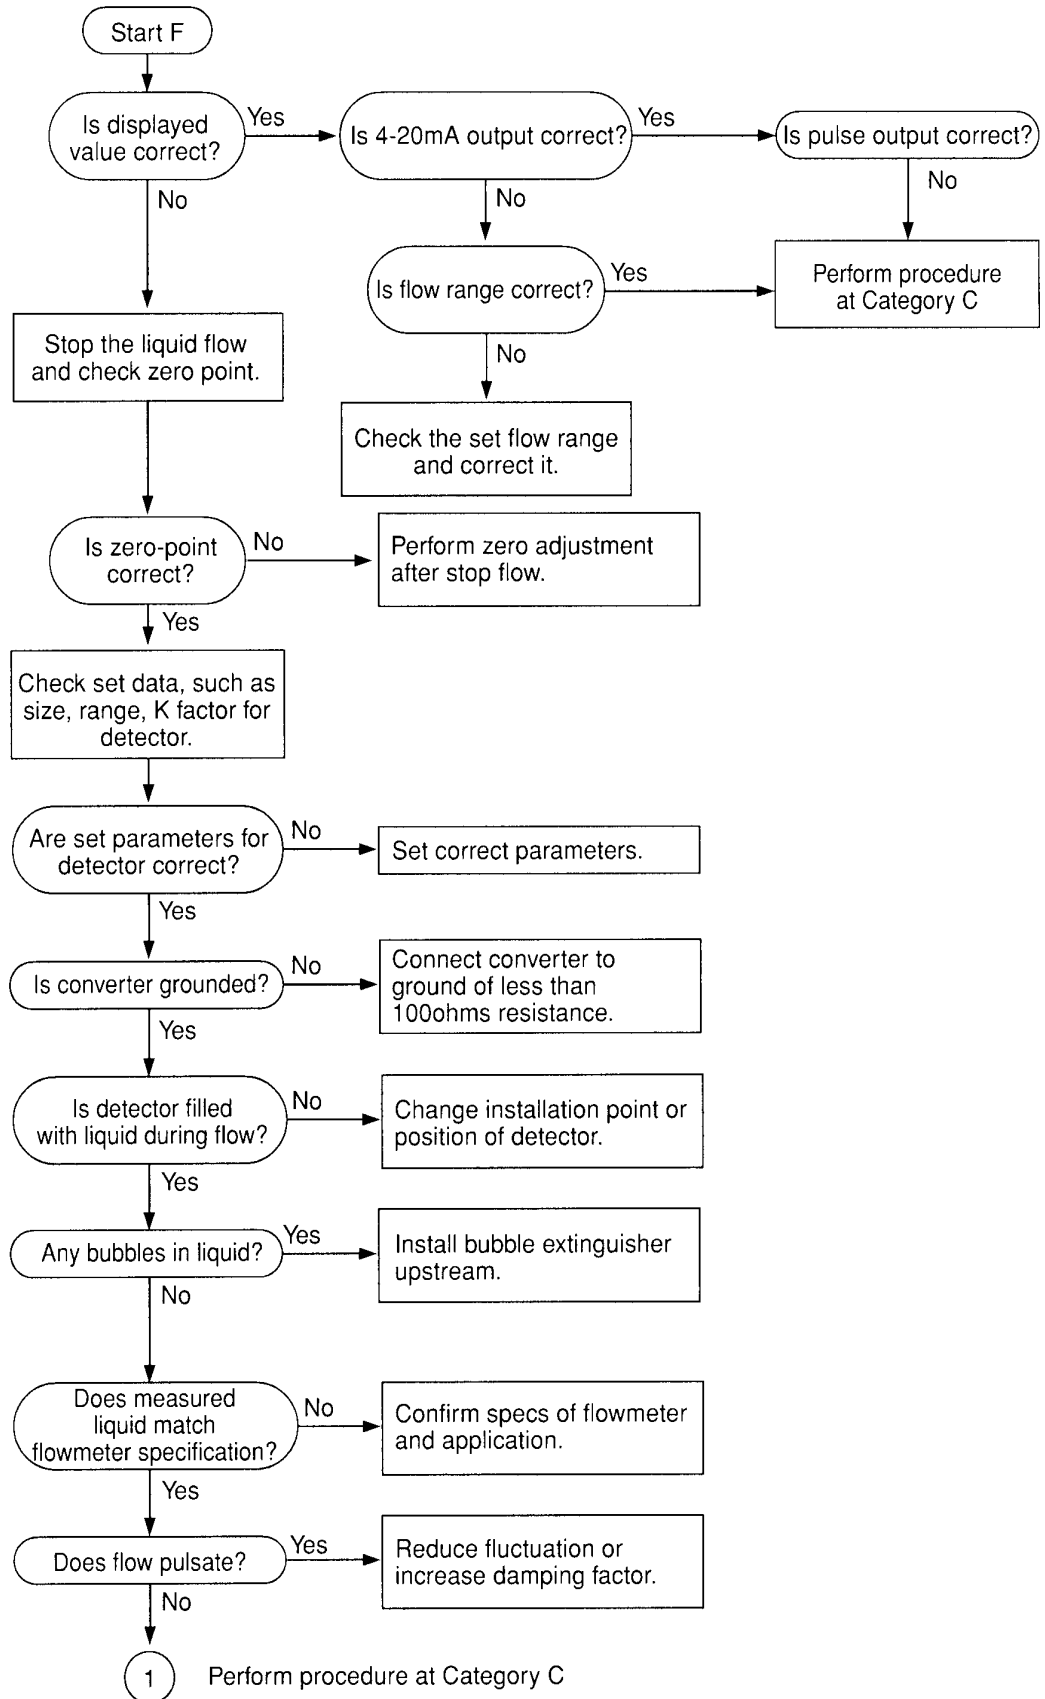 Start F
Is displayed
value correct?
Yes
Is 4-20mA output correct?
Yes
Is pulse output correct?
No
No
No
Is flow range correct?
Yes
Perform procedure
at Category C
No
Stop the liquid flow
and check zero point.
Check the set flow range
and correct it.
Is zero-point
correct?
No
Perform zero adjustment
after stop flow.
Yes
Check set data, such as
size, range, K factor for
detector.
Are set parameters for
detector correct?
No
Set correct parameters.
Yes
Is converter grounded?
No
Connect converter to
ground of less than
100ohms resistance.
Yes
Is detector filled
with liquid during flow?
No
Change installation point or
position of detector.
Yes
Any bubbles in liquid?
Yes
Install bubble extinguisher
upstream.
No
Does measured
liquid match
flowmeter specification?
No
Confirm specs of flowmeter
and application.
Yes
Does flow pulsate?
Yes
Reduce fluctuation or
increase damping factor.
No
1
Perform procedure at Category C